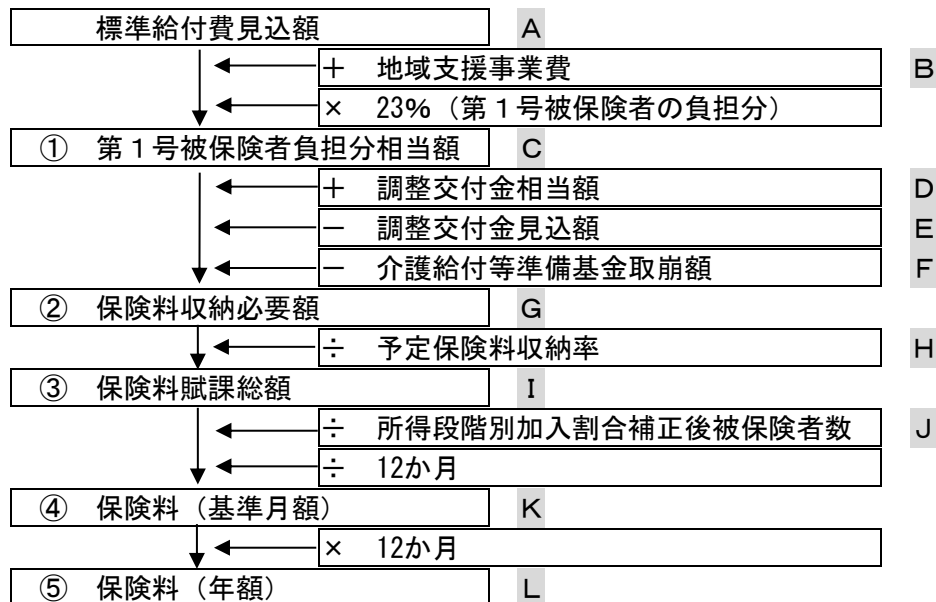 標準給付費見込額 A
+ 地域支援事業費 B
× 23%(第1号被保険者の負担分)
① 第1号被保険者負担分相当額 C
+ 調整交付金相当額 D
− 調整交付金見込額 E
− 介護給付等準備基金取崩額 F
② 保険料収納必要額 G
÷ 予定保険料収納率 H
③ 保険料賦課総額 I
÷ 所得段階別加入割合補正後被保険者数 J
÷ 12か月
④ 保険料(基準月額) K
× 12か月
⑤ 保険料(年額) L